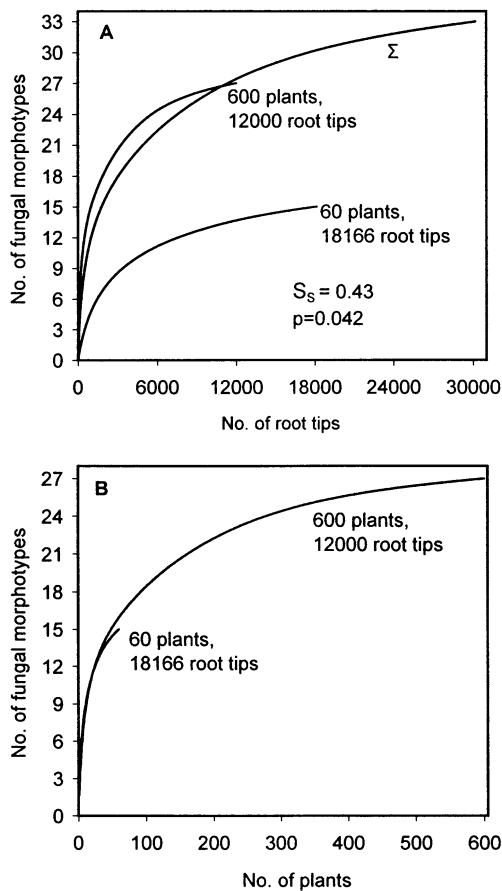 A
No. of fungal morphotypes
33
30
27
24
21
18
15
12
9
6
3
0
Σ
600 plants,
12000 root tips
60 plants,
18166 root tips
SS = 0.43
p=0.042
0 6000 12000 18000 24000 30000
No. of root tips
B
No. of fungal morphotypes
27
24
21
18
15
12
9
6
3
0
600 plants,
12000 root tips
60 plants,
18166 root tips
0 100 200 300 400 500 600
No. of plants